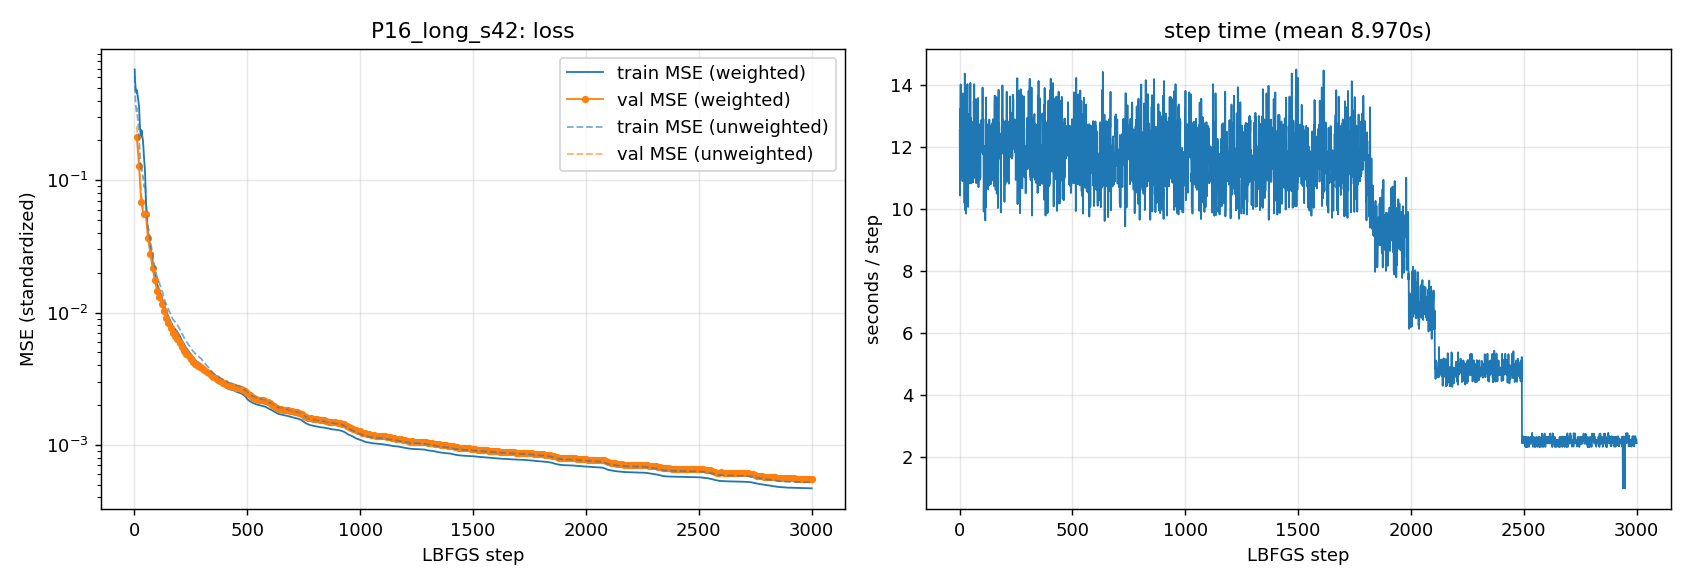 P16_long_s42: loss
train MSE (weighted)
val MSE (weighted)
train MSE (unweighted)
val MSE (unweighted)
MSE (standardized)
10⁻¹
10⁻²
10⁻³
0 500 1000 1500 2000 2500 3000
LBFGS step
step time (mean 8.970s)
seconds / step
14
12
10
8
6
4
2
0 500 1000 1500 2000 2500 3000
LBFGS step